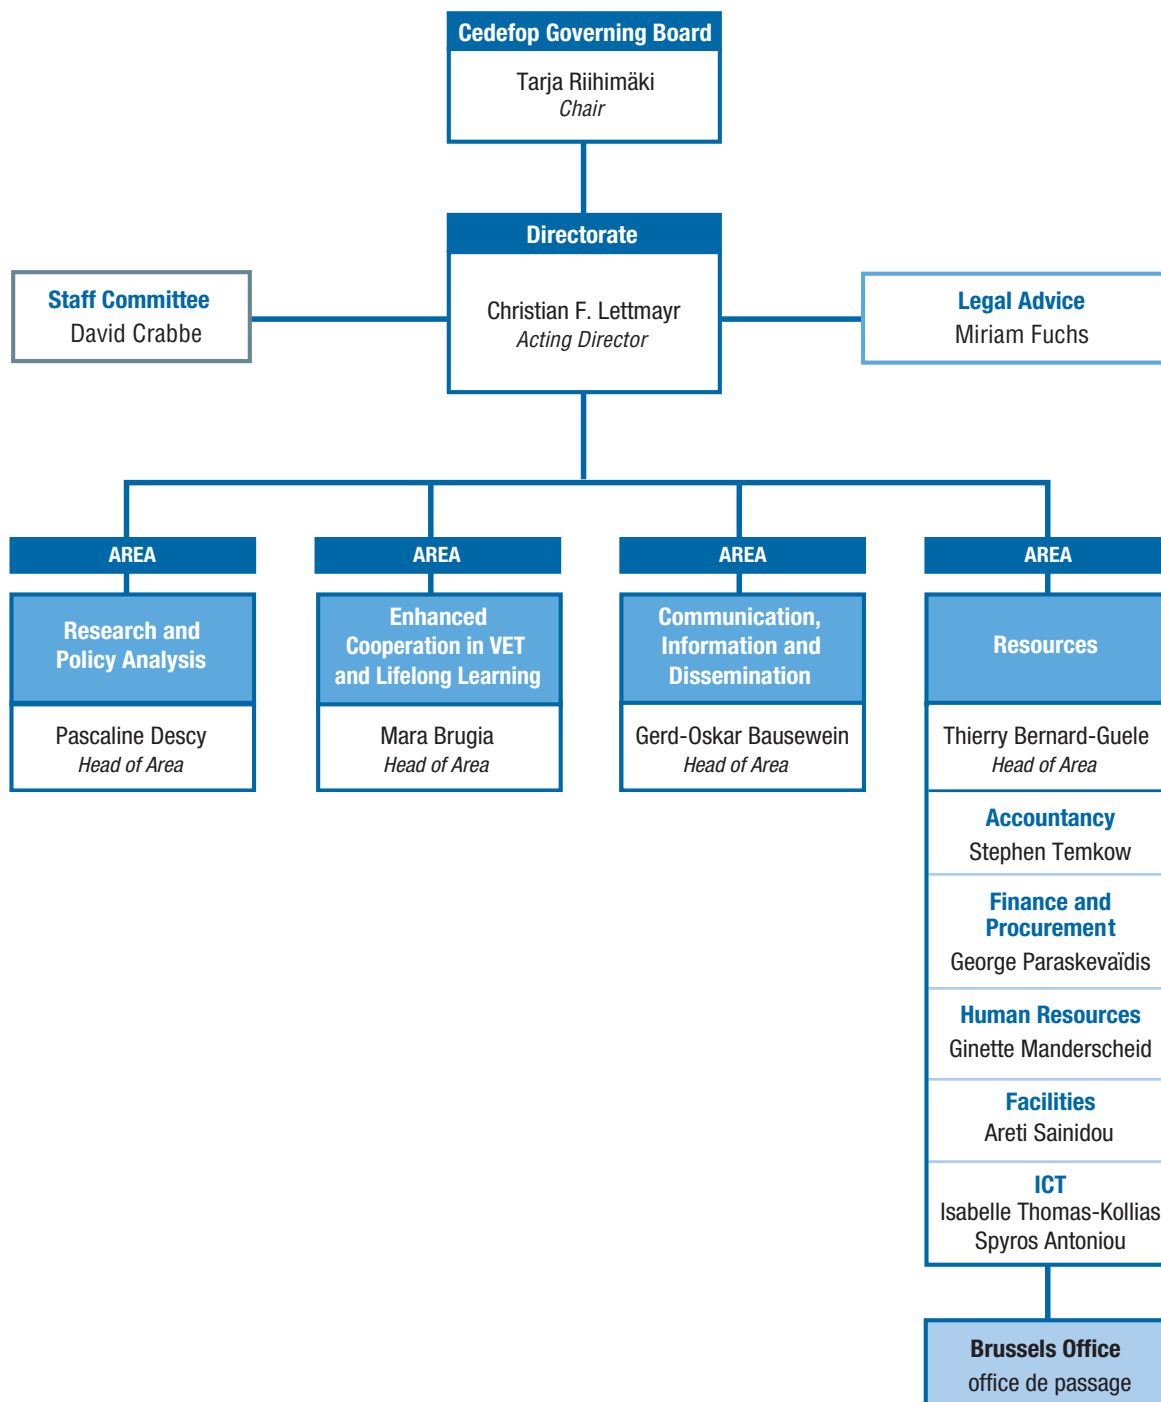 Cedefop Governing Board
Tarja Riihimäki
Chair
Directorate
Christian F. Lettmayr
Acting Director
Staff Committee
David Crabbe
Legal Advice
Miriam Fuchs
AREA
Research and
Policy Analysis
Pascaline Descy
Head of Area
AREA
Enhanced
Cooperation in VET
and Lifelong Learning
Mara Brugia
Head of Area
AREA
Communication,
Information and
Dissemination
Gerd-Oskar Bausewein
Head of Area
AREA
Resources
Thierry Bernard-Guele
Head of Area
Accountancy
Stephen Temkow
Finance and
Procurement
George Paraskevaïdis
Human Resources
Ginette Manderscheid
Facilities
Areti Sainidou
ICT
Isabelle Thomas-Kollias
Spyros Antoniou
Brussels Office
office de passage